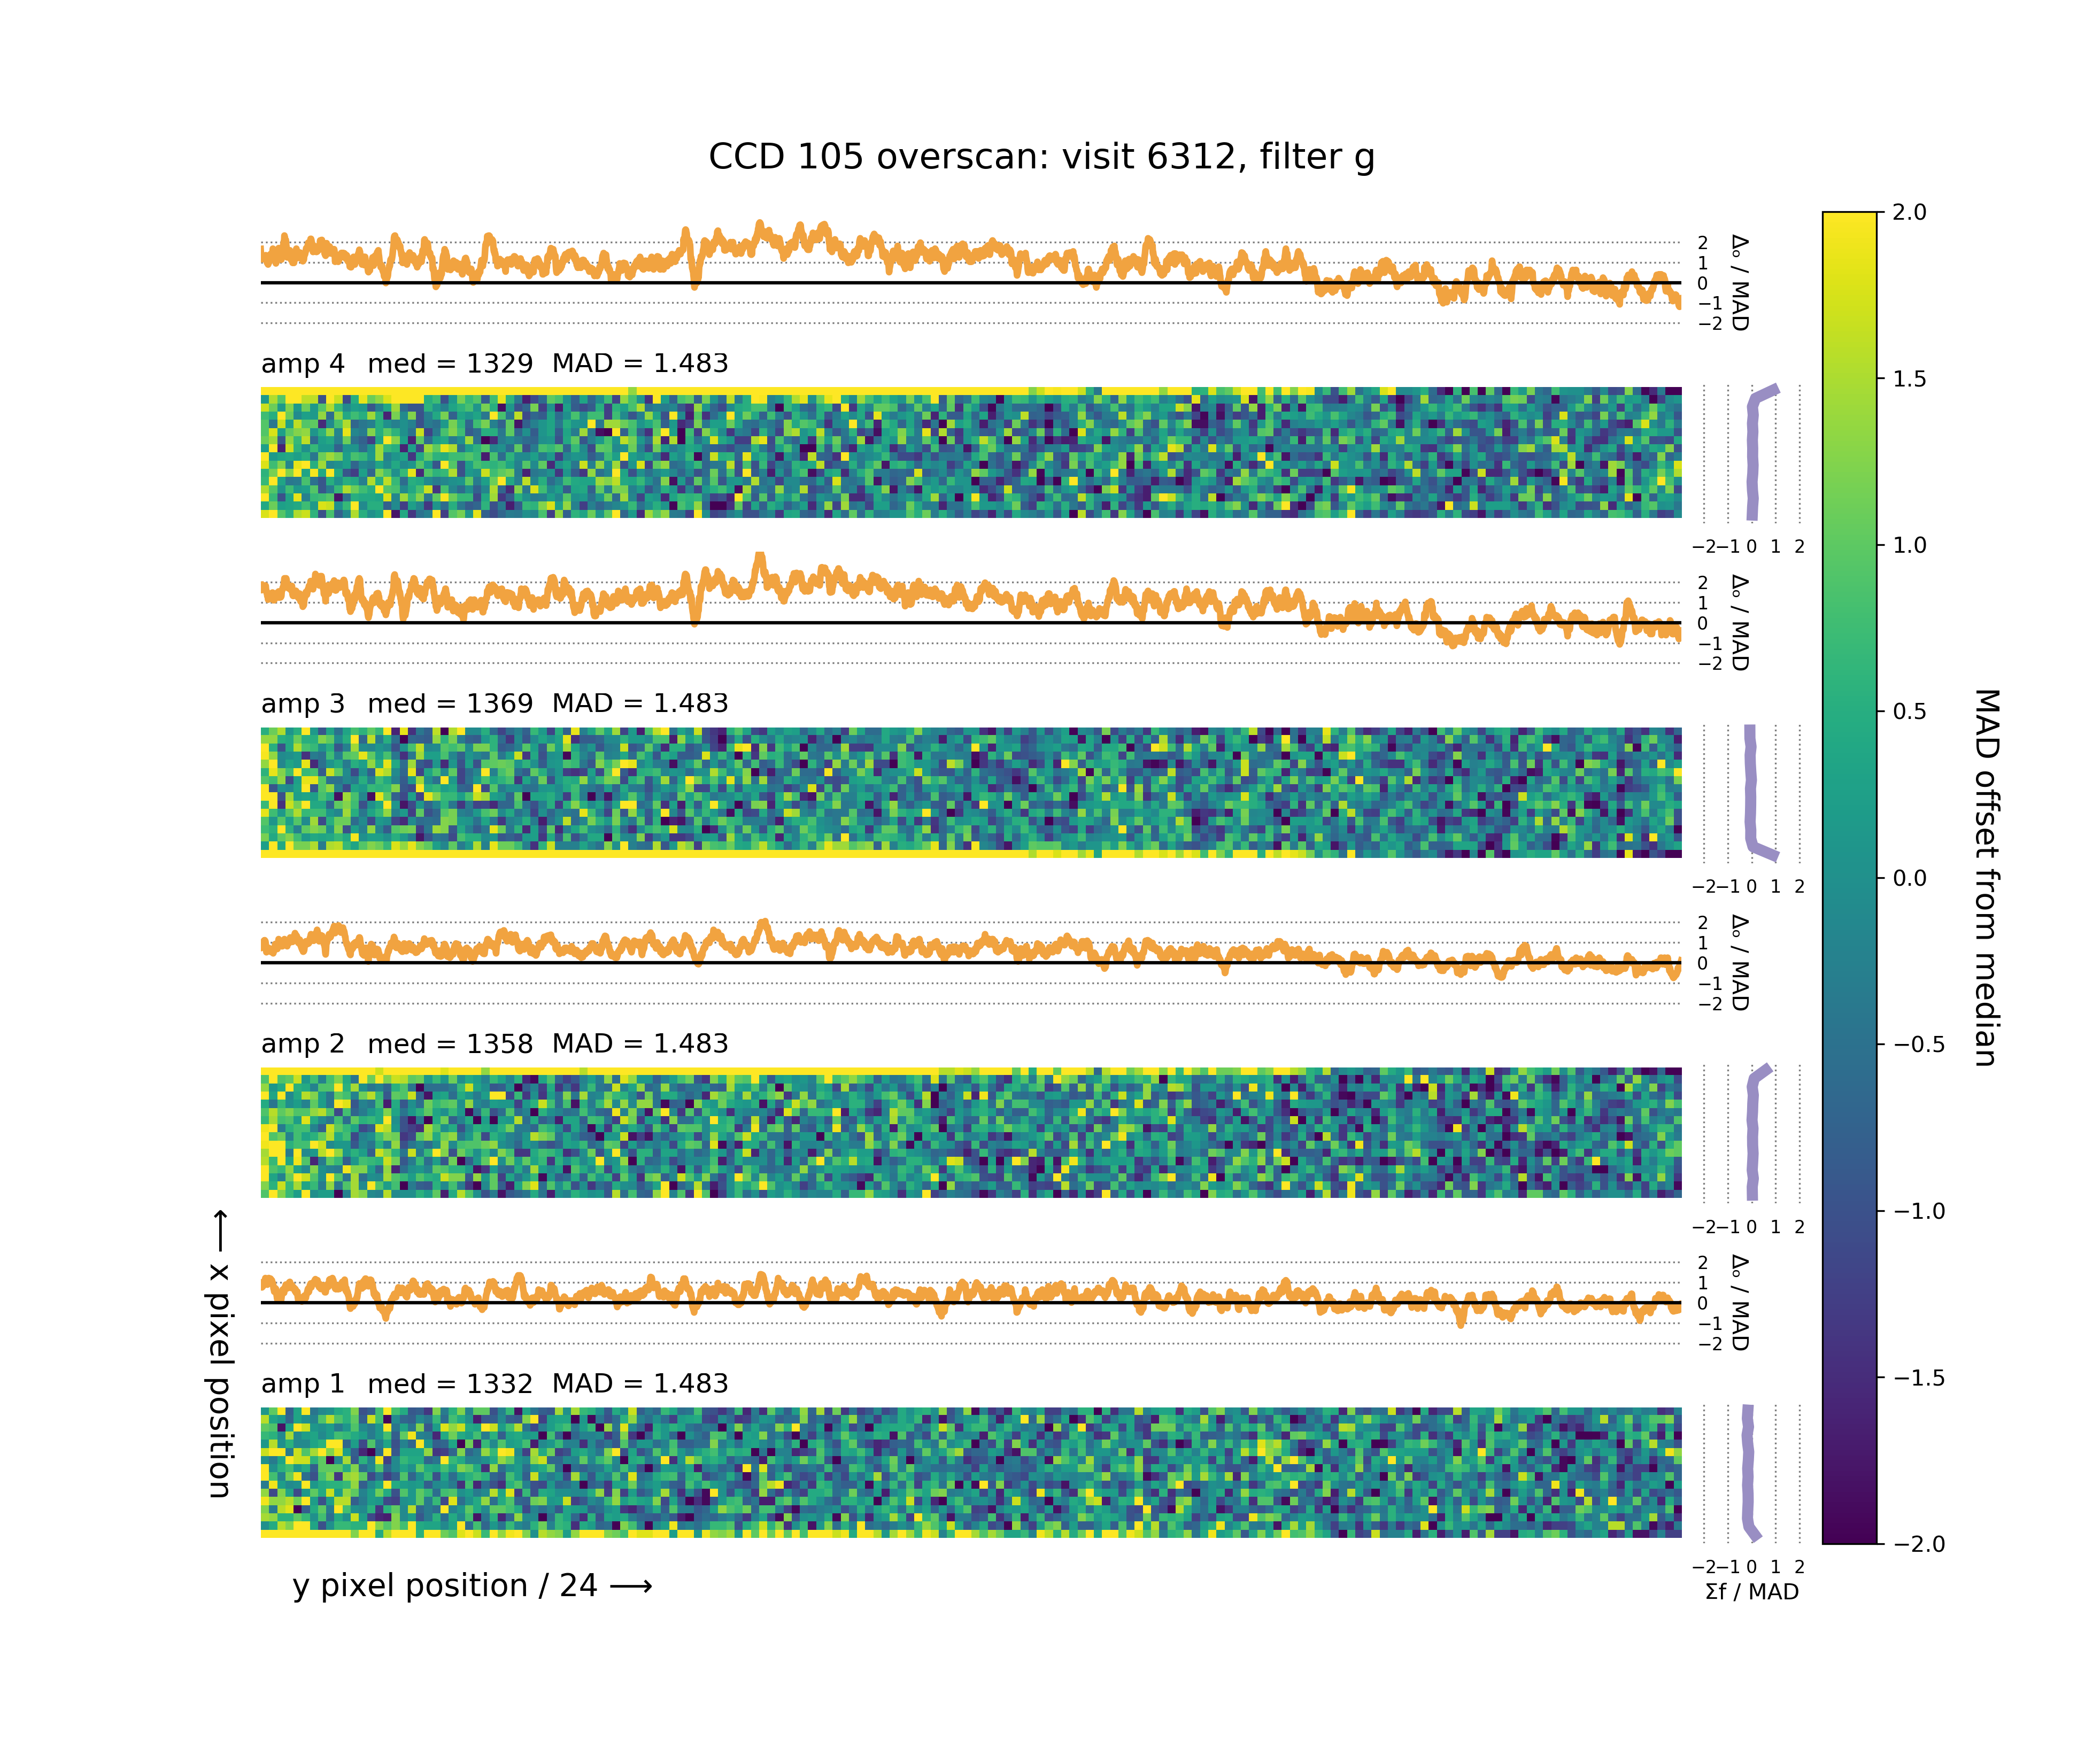 CCD 105 overscan: visit 6312, filter g
2
1
0
−1
−2
Δₒ / MAD
amp 4 med = 1329 MAD = 1.483
−2 −1 0 1 2
2
1
0
−1
−2
Δₒ / MAD
amp 3 med = 1369 MAD = 1.483
−2 −1 0 1 2
2
1
0
−1
−2
Δₒ / MAD
amp 2 med = 1358 MAD = 1.483
−2 −1 0 1 2
2
1
0
−1
−2
Δₒ / MAD
amp 1 med = 1332 MAD = 1.483
−2 −1 0 1 2
Σf / MAD
y pixel position / 24 ⟶
⟵ x pixel position
2.0
1.5
1.0
0.5
0.0
−0.5
−1.0
−1.5
−2.0
MAD offset from median